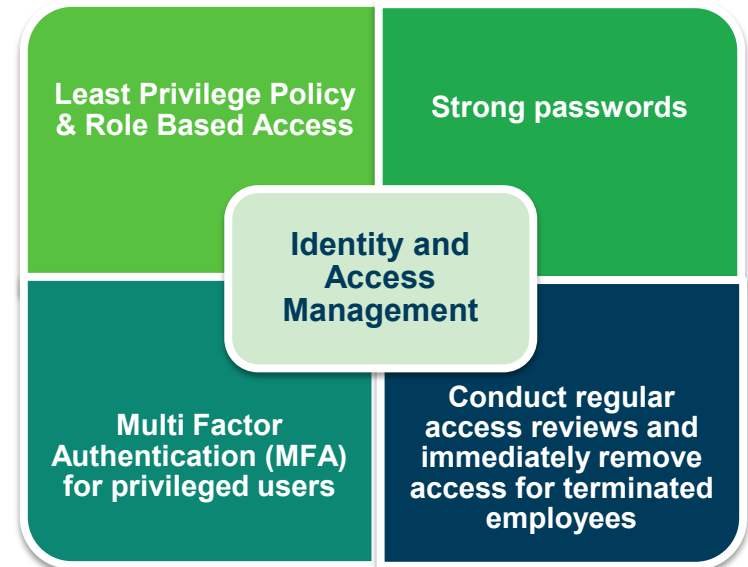 Least Privilege Policy
& Role Based Access
Strong passwords
Identity and
Access
Management
Multi Factor
Authentication (MFA)
for privileged users
Conduct regular
access reviews and
immediately remove
access for terminated
employees